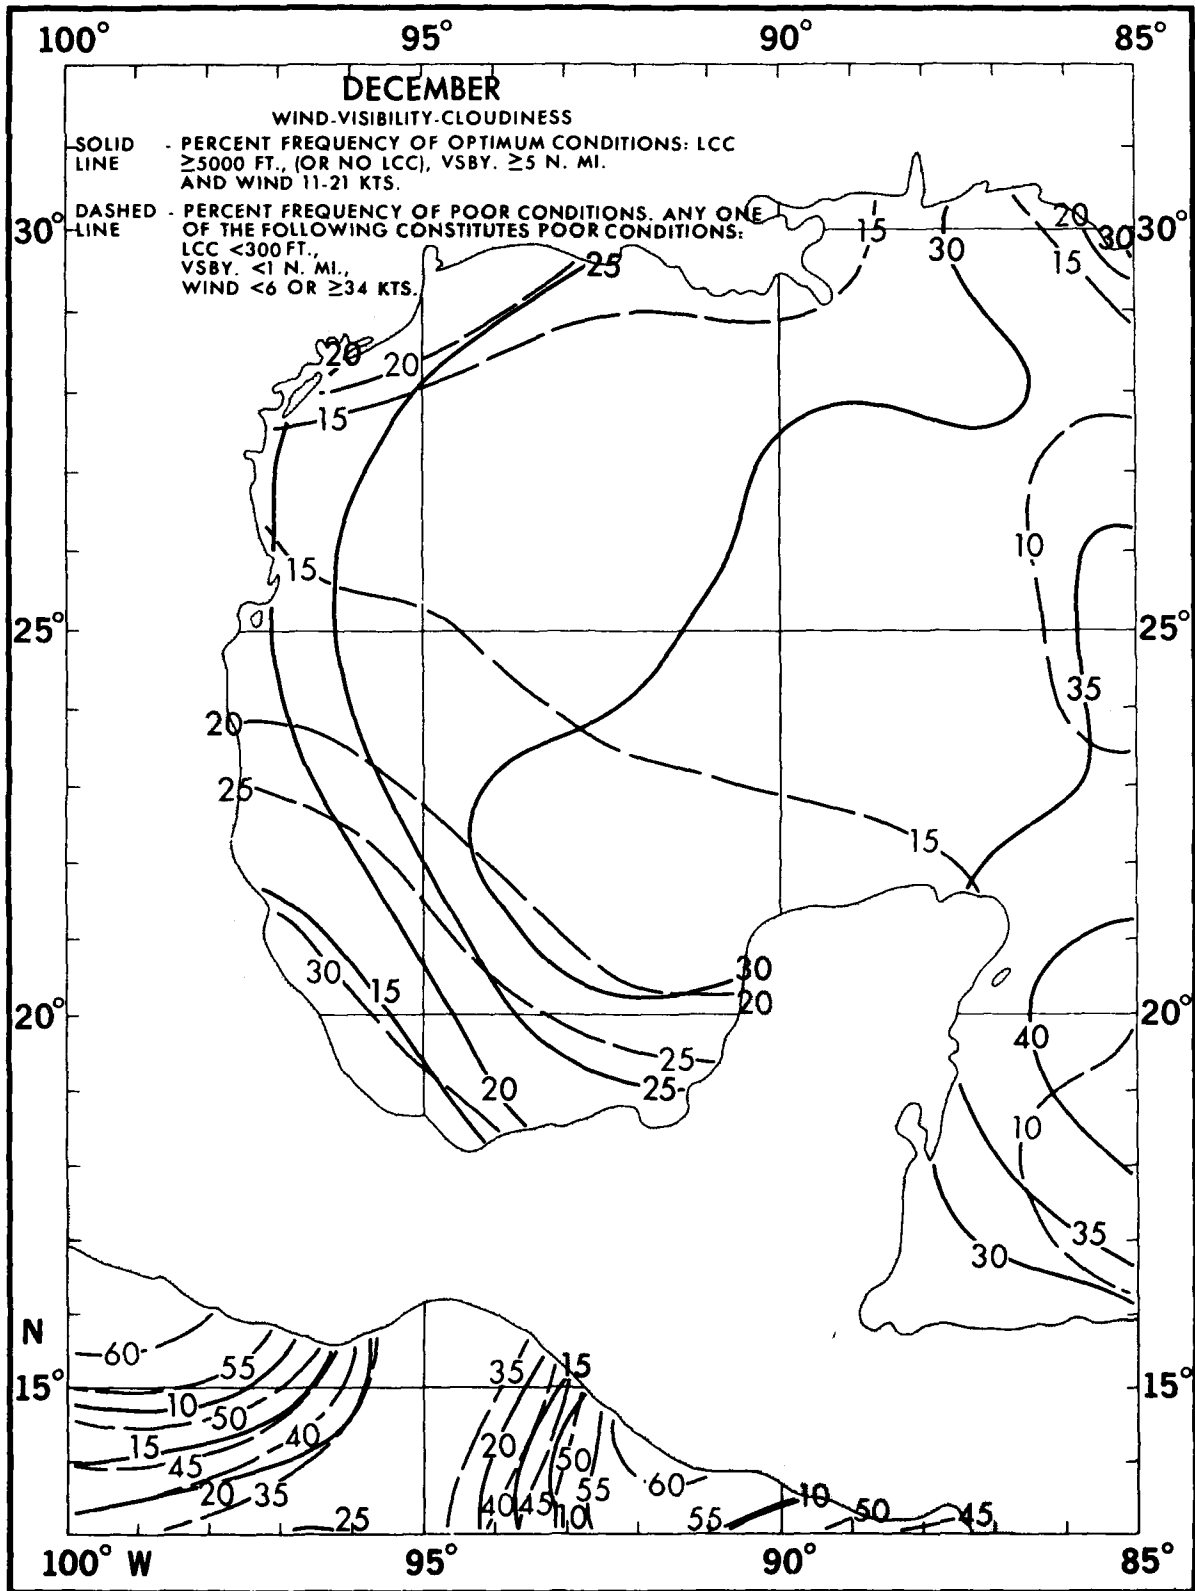 100° 95° 90° 85°
DECEMBER
WIND-VISIBILITY-CLOUDINESS
SOLID - PERCENT FREQUENCY OF OPTIMUM CONDITIONS: LCC
LINE ≥5000 FT., (OR NO LCC), VSBY. ≥5 N. MI.
AND WIND 11-21 KTS.
DASHED - PERCENT FREQUENCY OF POOR CONDITIONS. ANY ONE
LINE OF THE FOLLOWING CONSTITUTES POOR CONDITIONS:
LCC <300 FT.,
VSBY. <1 N. MI.,
WIND <6 OR ≥34 KTS.
20
30° 15 30 30 30°
15
25
20 20
15
10
15
25° 25°
35
20
25
15
30 15 30
20
20° 40 20°
25
20 25
10
35
30
N
60 35 15
55
15° 10 15°
50
40 20
15
45 50
60
20 35 55
40 45 10 10 50
25 55 45
100° W 95° 90° 85°